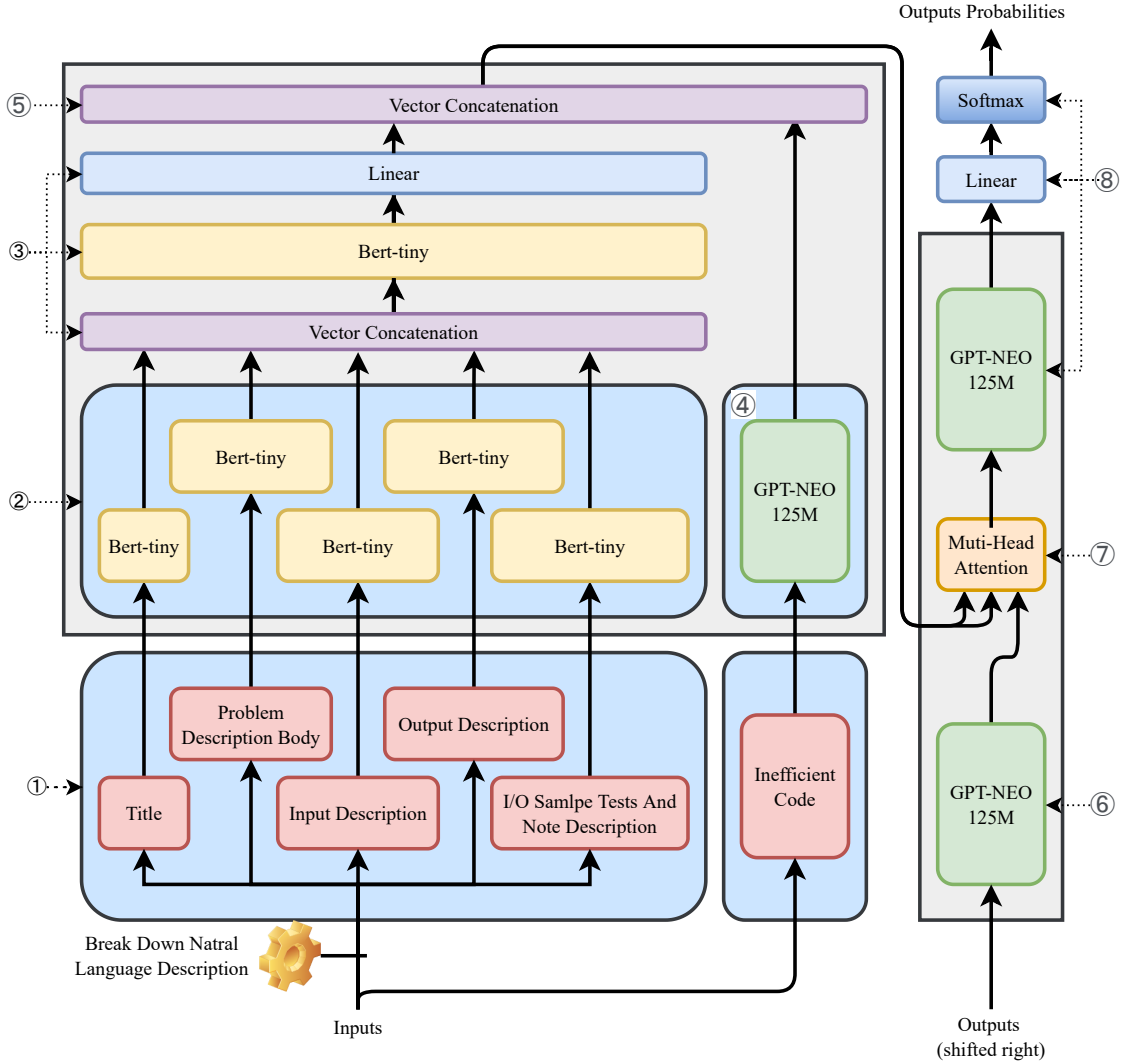 Outputs Probabilities
⑤
Vector Concatenation
Softmax
Linear
Linear
⑧
③
Bert-tiny
Vector Concatenation
GPT-NEO
125M
④
Bert-tiny
Bert-tiny
②
GPT-NEO
125M
Bert-tiny
Bert-tiny
Bert-tiny
Muti-Head
Attention
⑦
Problem
Description Body
Output Description
①
Title
Input Description
I/O Samlpe Tests And
Note Description
Inefficient
Code
GPT-NEO
125M
⑥
Break Down Natral
Language Description
Inputs
Outputs
(shifted right)